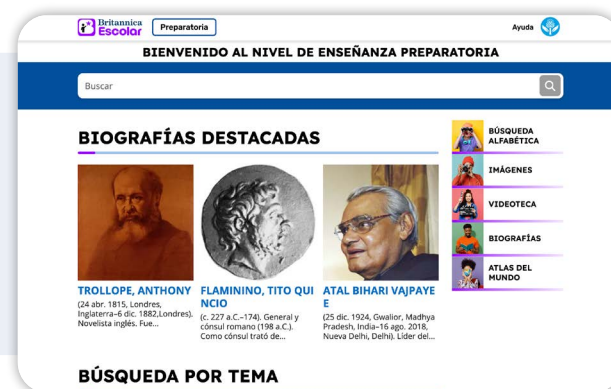 Britannica
Escolar
Preparatoria
Ayuda
BIENVENIDO AL NIVEL DE ENSEÑANZA PREPARATORIA
Buscar
BIOGRAFÍAS DESTACADAS
TROLLOPE, ANTHONY
(24 abr. 1815, Londres,
Inglaterra–6 dic. 1882,Londres).
Novelista inglés. Fue...
FLAMININO, TITO QUI
NCIO
(c. 227 a.C.–174). General y
cónsul romano (198 a.C.).
Como cónsul trató de...
ATAL BIHARI VAJPAYE
E
(25 dic. 1924, Gwalior, Madhya
Pradesh, India–16 ago. 2018,
Nueva Delhi, Delhi). Líder del...
BÚSQUEDA
ALFABÉTICA
IMÁGENES
VIDEOTECA
BIOGRAFÍAS
ATLAS DEL
MUNDO
BÚSQUEDA POR TEMA